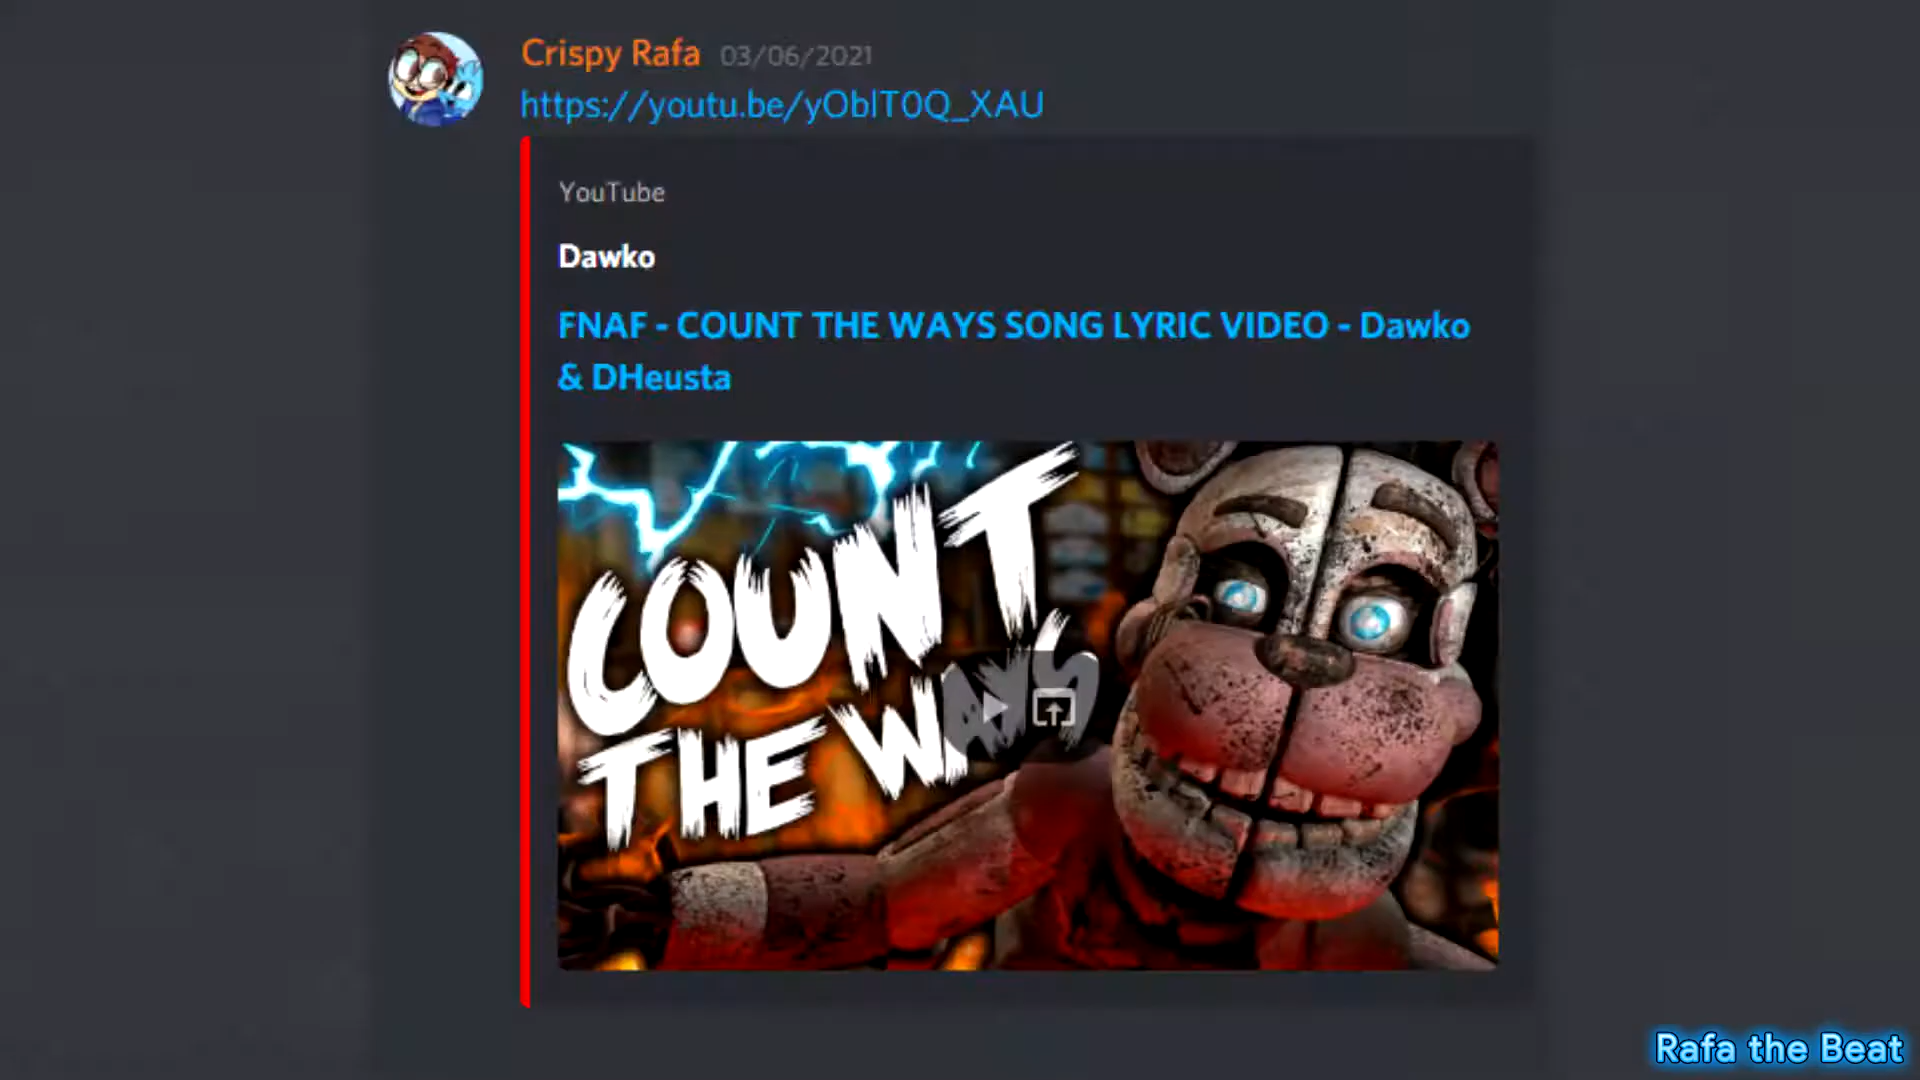 Crispy Rafa 03/06/2021
https://youtu.be/yOblT0Q_XAU
YouTube
Dawko
FNAF - COUNT THE WAYS SONG LYRIC VIDEO - Dawko
& DHeusta
COUNT
THE WAYS
Rafa the Beat